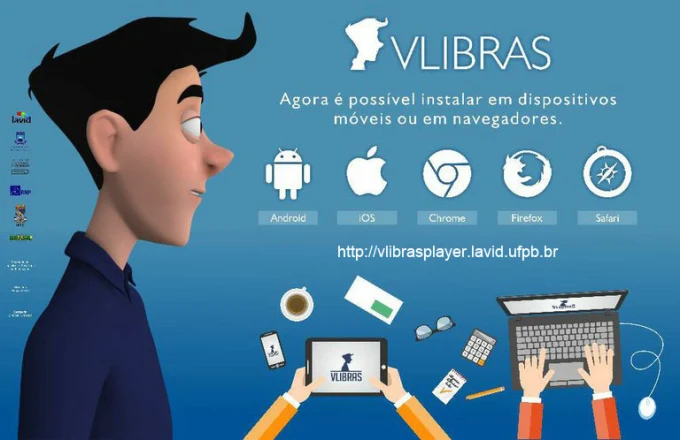 VLIBRAS
Agora é possível instalar em dispositivos
móveis ou em navegadores.
Android
iOS
Chrome
Firefox
Safari
http://vlibrasplayer.lavid.ufpb.br
lavid
VLIBRAS